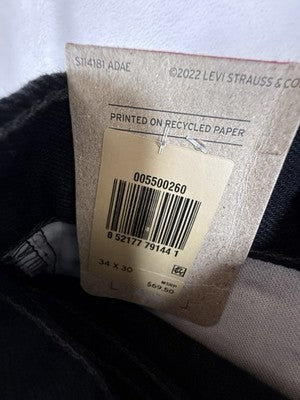 S114181 ADAE
©2022 LEVI STRAUSS & CO
PRINTED ON RECYCLED PAPER
005500260
8 52177 79144 1
34 X 30
MSRP
$69.50